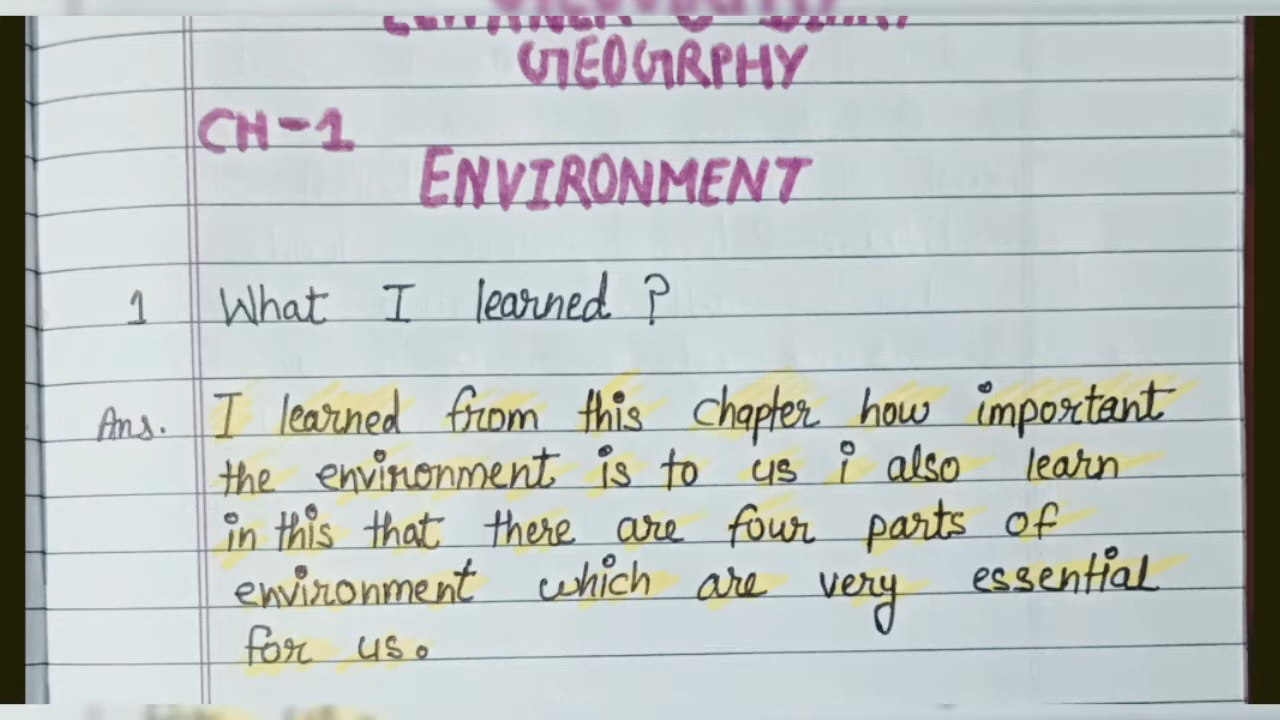 GEOGRPHY
CH-1
ENVIRONMENT
1 What I learned ?
Ans. I learned from this chapter how important
the environment is to us i also learn
in this that there are four parts of
environment which are very essential
for us.